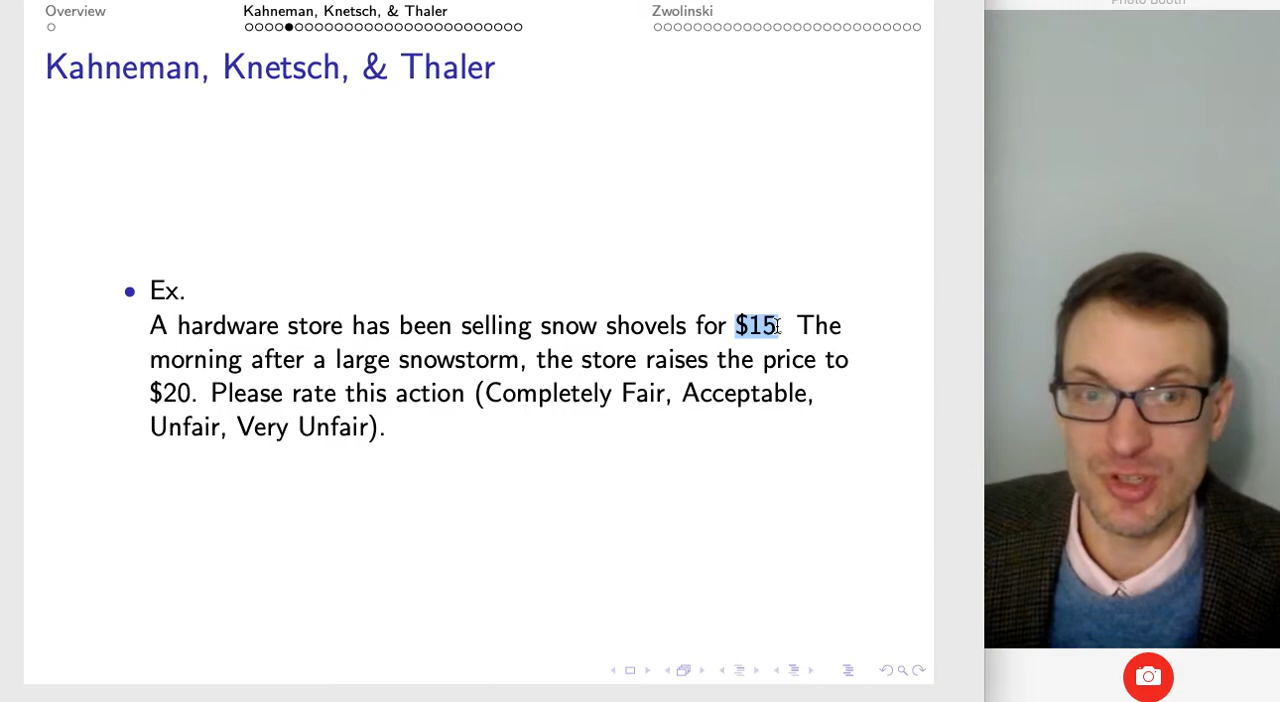 Overview
Kahneman, Knetsch, & Thaler
Zwolinski
Photo Booth
Kahneman, Knetsch, & Thaler
• Ex.
A hardware store has been selling snow shovels for $15. The
morning after a large snowstorm, the store raises the price to
$20. Please rate this action (Completely Fair, Acceptable,
Unfair, Very Unfair).